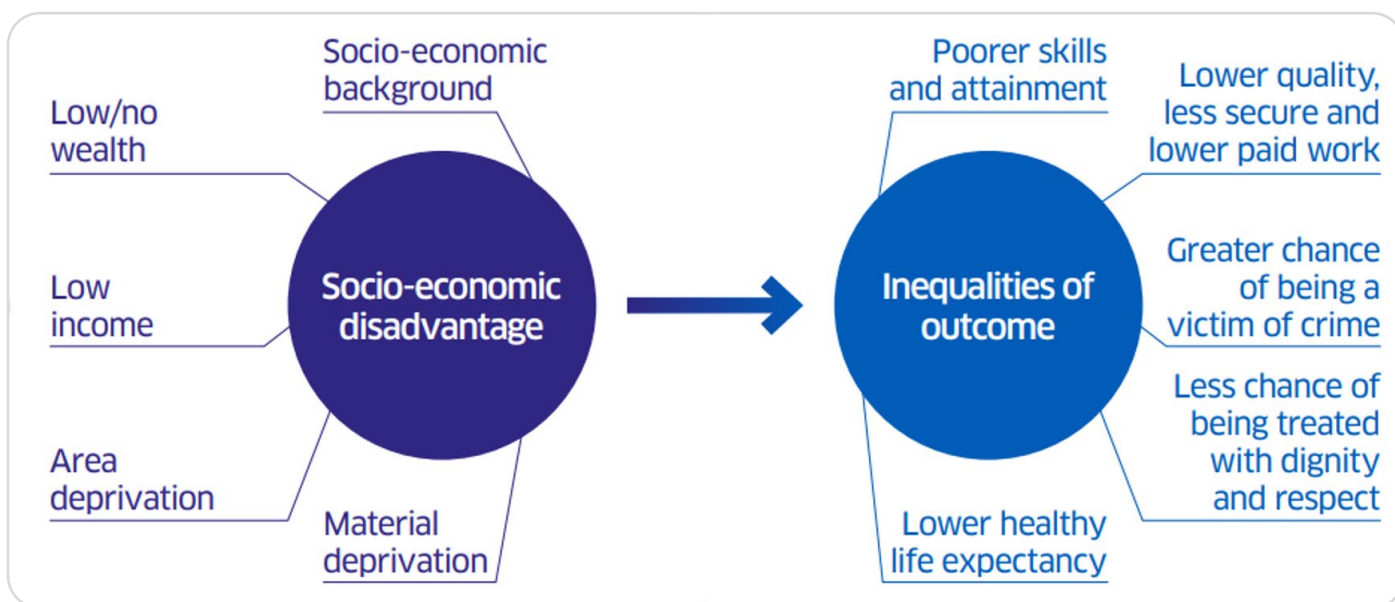 Socio-economic
background
Low/no
wealth
Low
income
Area
deprivation
Material
deprivation
Socio-economic
disadvantage
Inequalities of
outcome
Poorer skills
and attainment
Lower quality,
less secure and
lower paid work
Greater chance
of being a
victim of crime
Less chance of
being treated
with dignity
and respect
Lower healthy
life expectancy